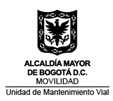 ALCALDÍA MAYOR
DE BOGOTÁ D.C.
MOVILIDAD
Unidad de Mantenimiento Vial